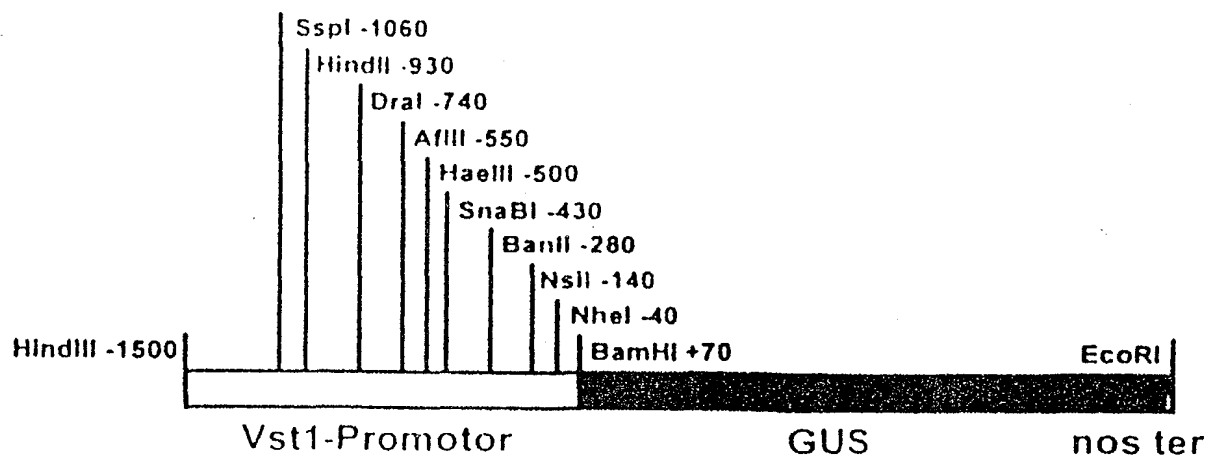 SspI -1060
HindII -930
DraI -740
AflII -550
HaeIII -500
SnaBI -430
BanII -280
NsiI -140
NheI -40
HindIII -1500
BamHI +70
EcoRI
Vst1-Promotor
GUS
nos ter